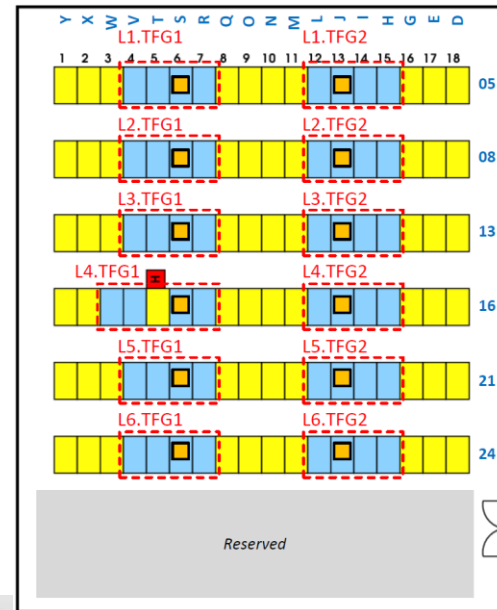 Y X W V T S R Q O N M L J I H G E D
L1.TFG1 L1.TFG2
1 2 3 4 5 6 7 8 9 10 11 12 13 14 15 16 17 18
05
L2.TFG1 L2.TFG2
08
L3.TFG1 L3.TFG2
13
L4.TFG1 H L4.TFG2
16
L5.TFG1 L5.TFG2
21
L6.TFG1 L6.TFG2
24
Reserved